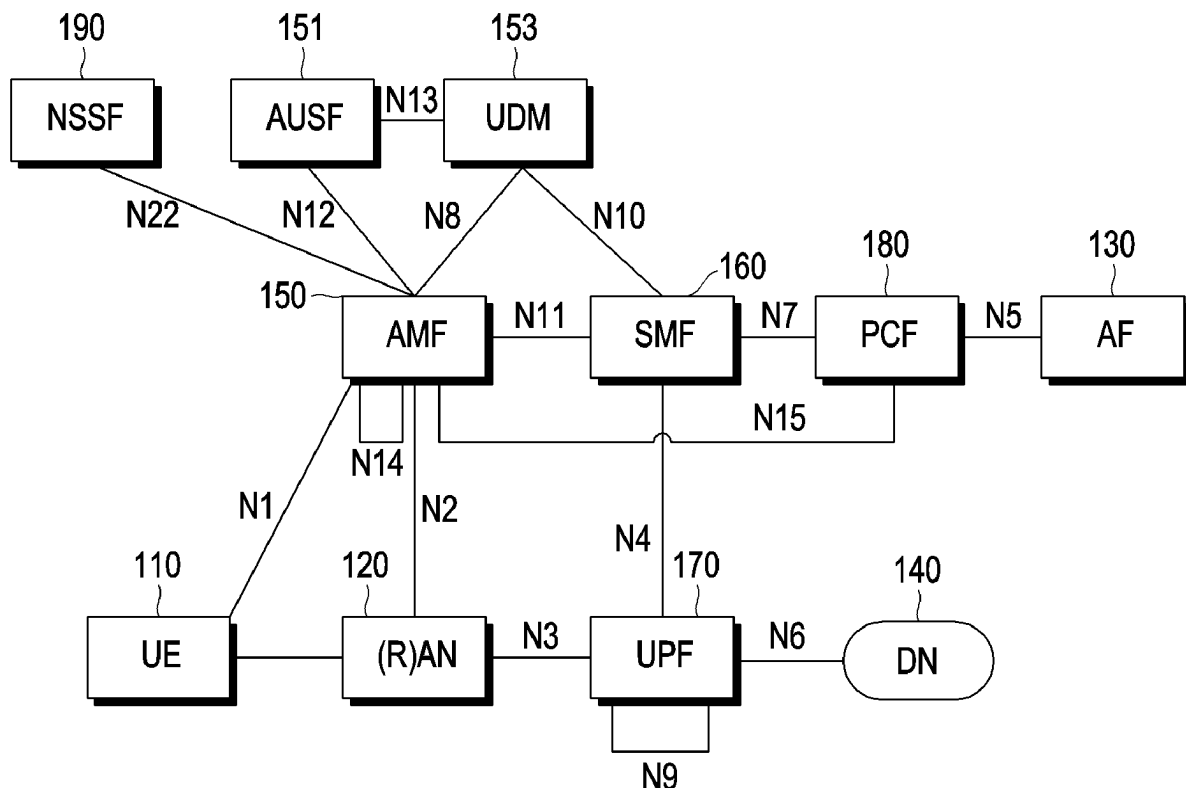 190 151 153
NSSF AUSF N13 UDM
N22 N12 N8 N10
150 160 180 130
AMF N11 SMF N7 PCF N5 AF
N15
N14
N1 N2 N4
110 120 170 140
UE (R)AN N3 UPF N6 DN
N9